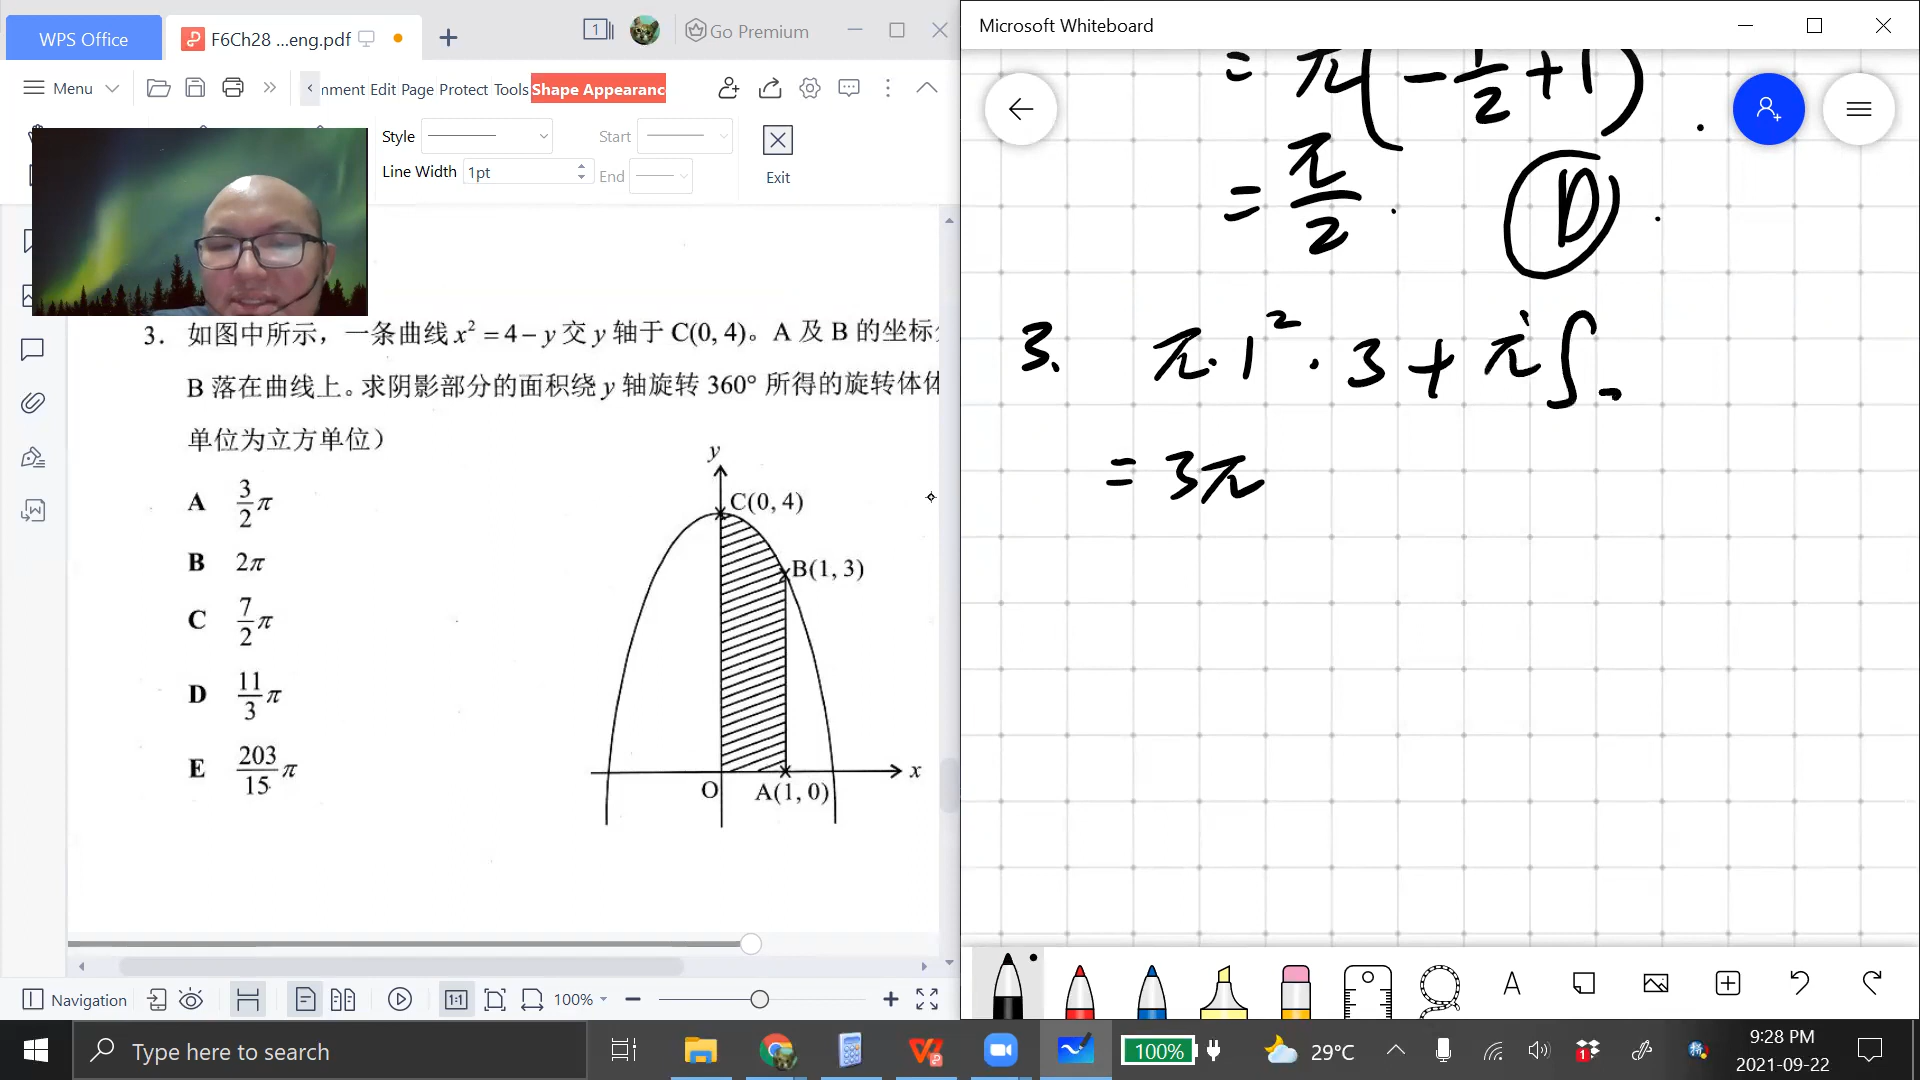 WPS Office
F6Ch28 ...eng.pdf
1
Go Premium
Menu
nment Edit Page Protect Tools
Shape Appearanc
Style
Start
Line Width 1pt
End
Exit
3. 如图中所示，一条曲线 x² = 4 – y 交 y 轴于 C(0, 4)。A 及 B 的坐标
B 落在曲线上。求阴影部分的面积绕 y 轴旋转 360° 所得的旋转体
单位为立方单位）
A 3/2 π
B 2π
C 7/2 π
D 11/3 π
E 203/15 π
y
C(0, 4)
B(1, 3)
O
A(1, 0)
x
Navigation
1:1
100%
Microsoft Whiteboard
= π(-1/2 + 1)
= π/2. D
3. π·1²·3 + π∫
= 3π
A
Type here to search
100%
29°C
1
9:28 PM
2021-09-22